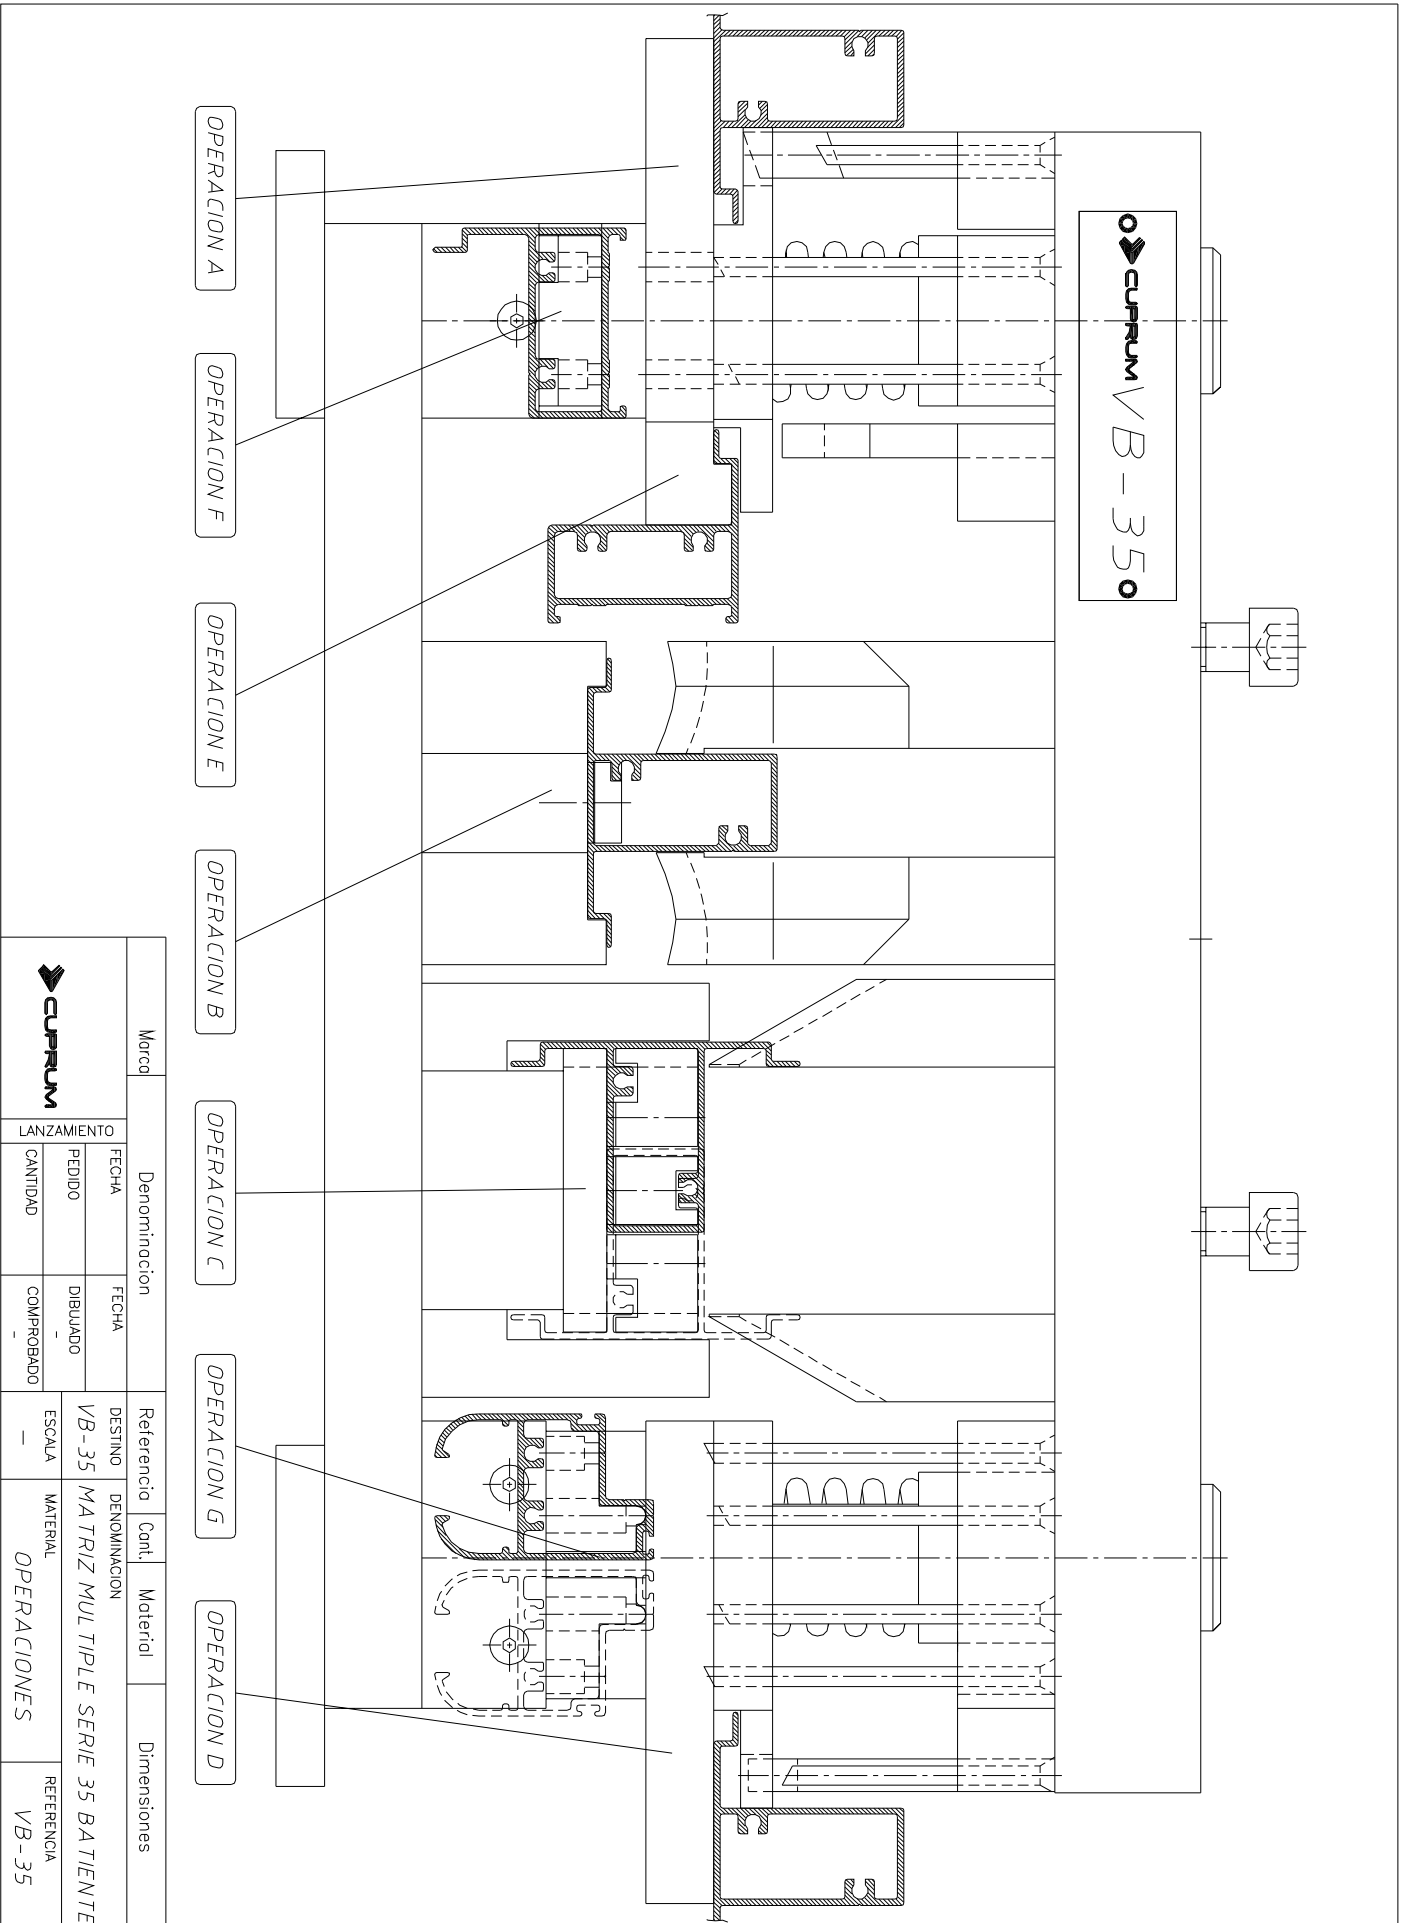 CUPRUM VB-35
OPERACION A
OPERACION F
OPERACION E
OPERACION B
OPERACION C
OPERACION G
OPERACION D
Marca Denominacion Referencia Cant. Material Dimensiones
CUPRUM
LANZAMIENTO
FECHA
PEDIDO
CANTIDAD
FECHA
DIBUJADO
-
COMPROBADO
-
DESTINO
VB-35
DENOMINACION
MATRIZ MULTIPLE SERIE 35 BATIENTE
ESCALA
-
MATERIAL
OPERACIONES
REFERENCIA
VB-35